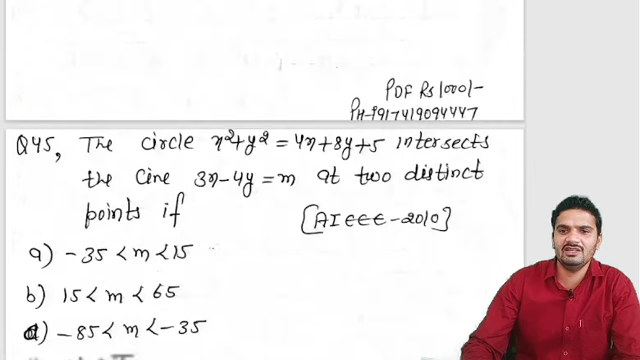 PDF Rs 1000/-
PH-7917419094447
Q45, The circle x²+y² = 4x+8y+5 intersects
the line 3x-4y = m at two distinct
points if
[AIEEE-2010]
a) -35 < m < 15
b) 15 < m < 65
d) -85 < m < -35